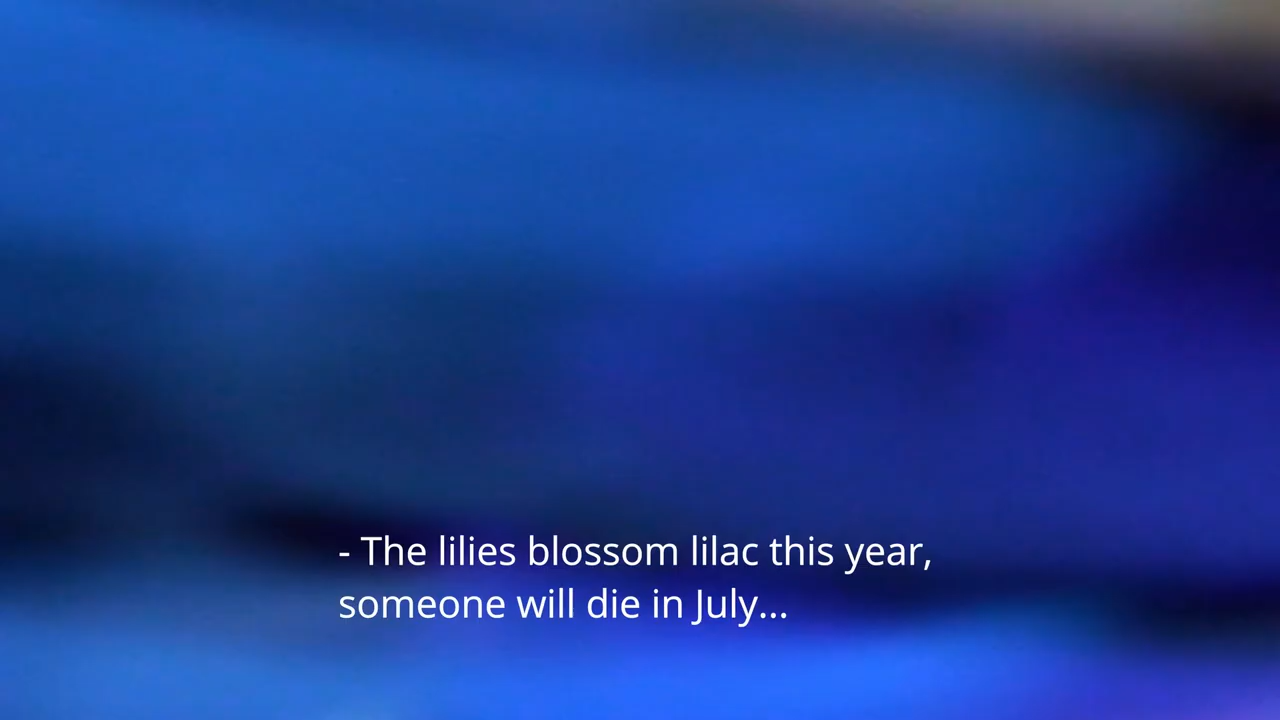 - The lilies blossom lilac this year,
someone will die in July...